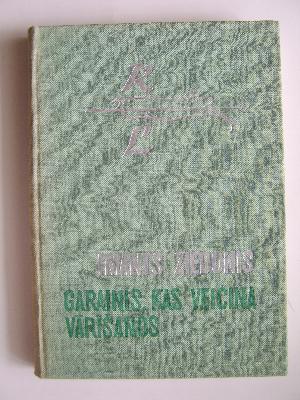 IMANTS ZIEDONIS
GARAINIS, KAS VEICINA
VĀRĪŠANOS